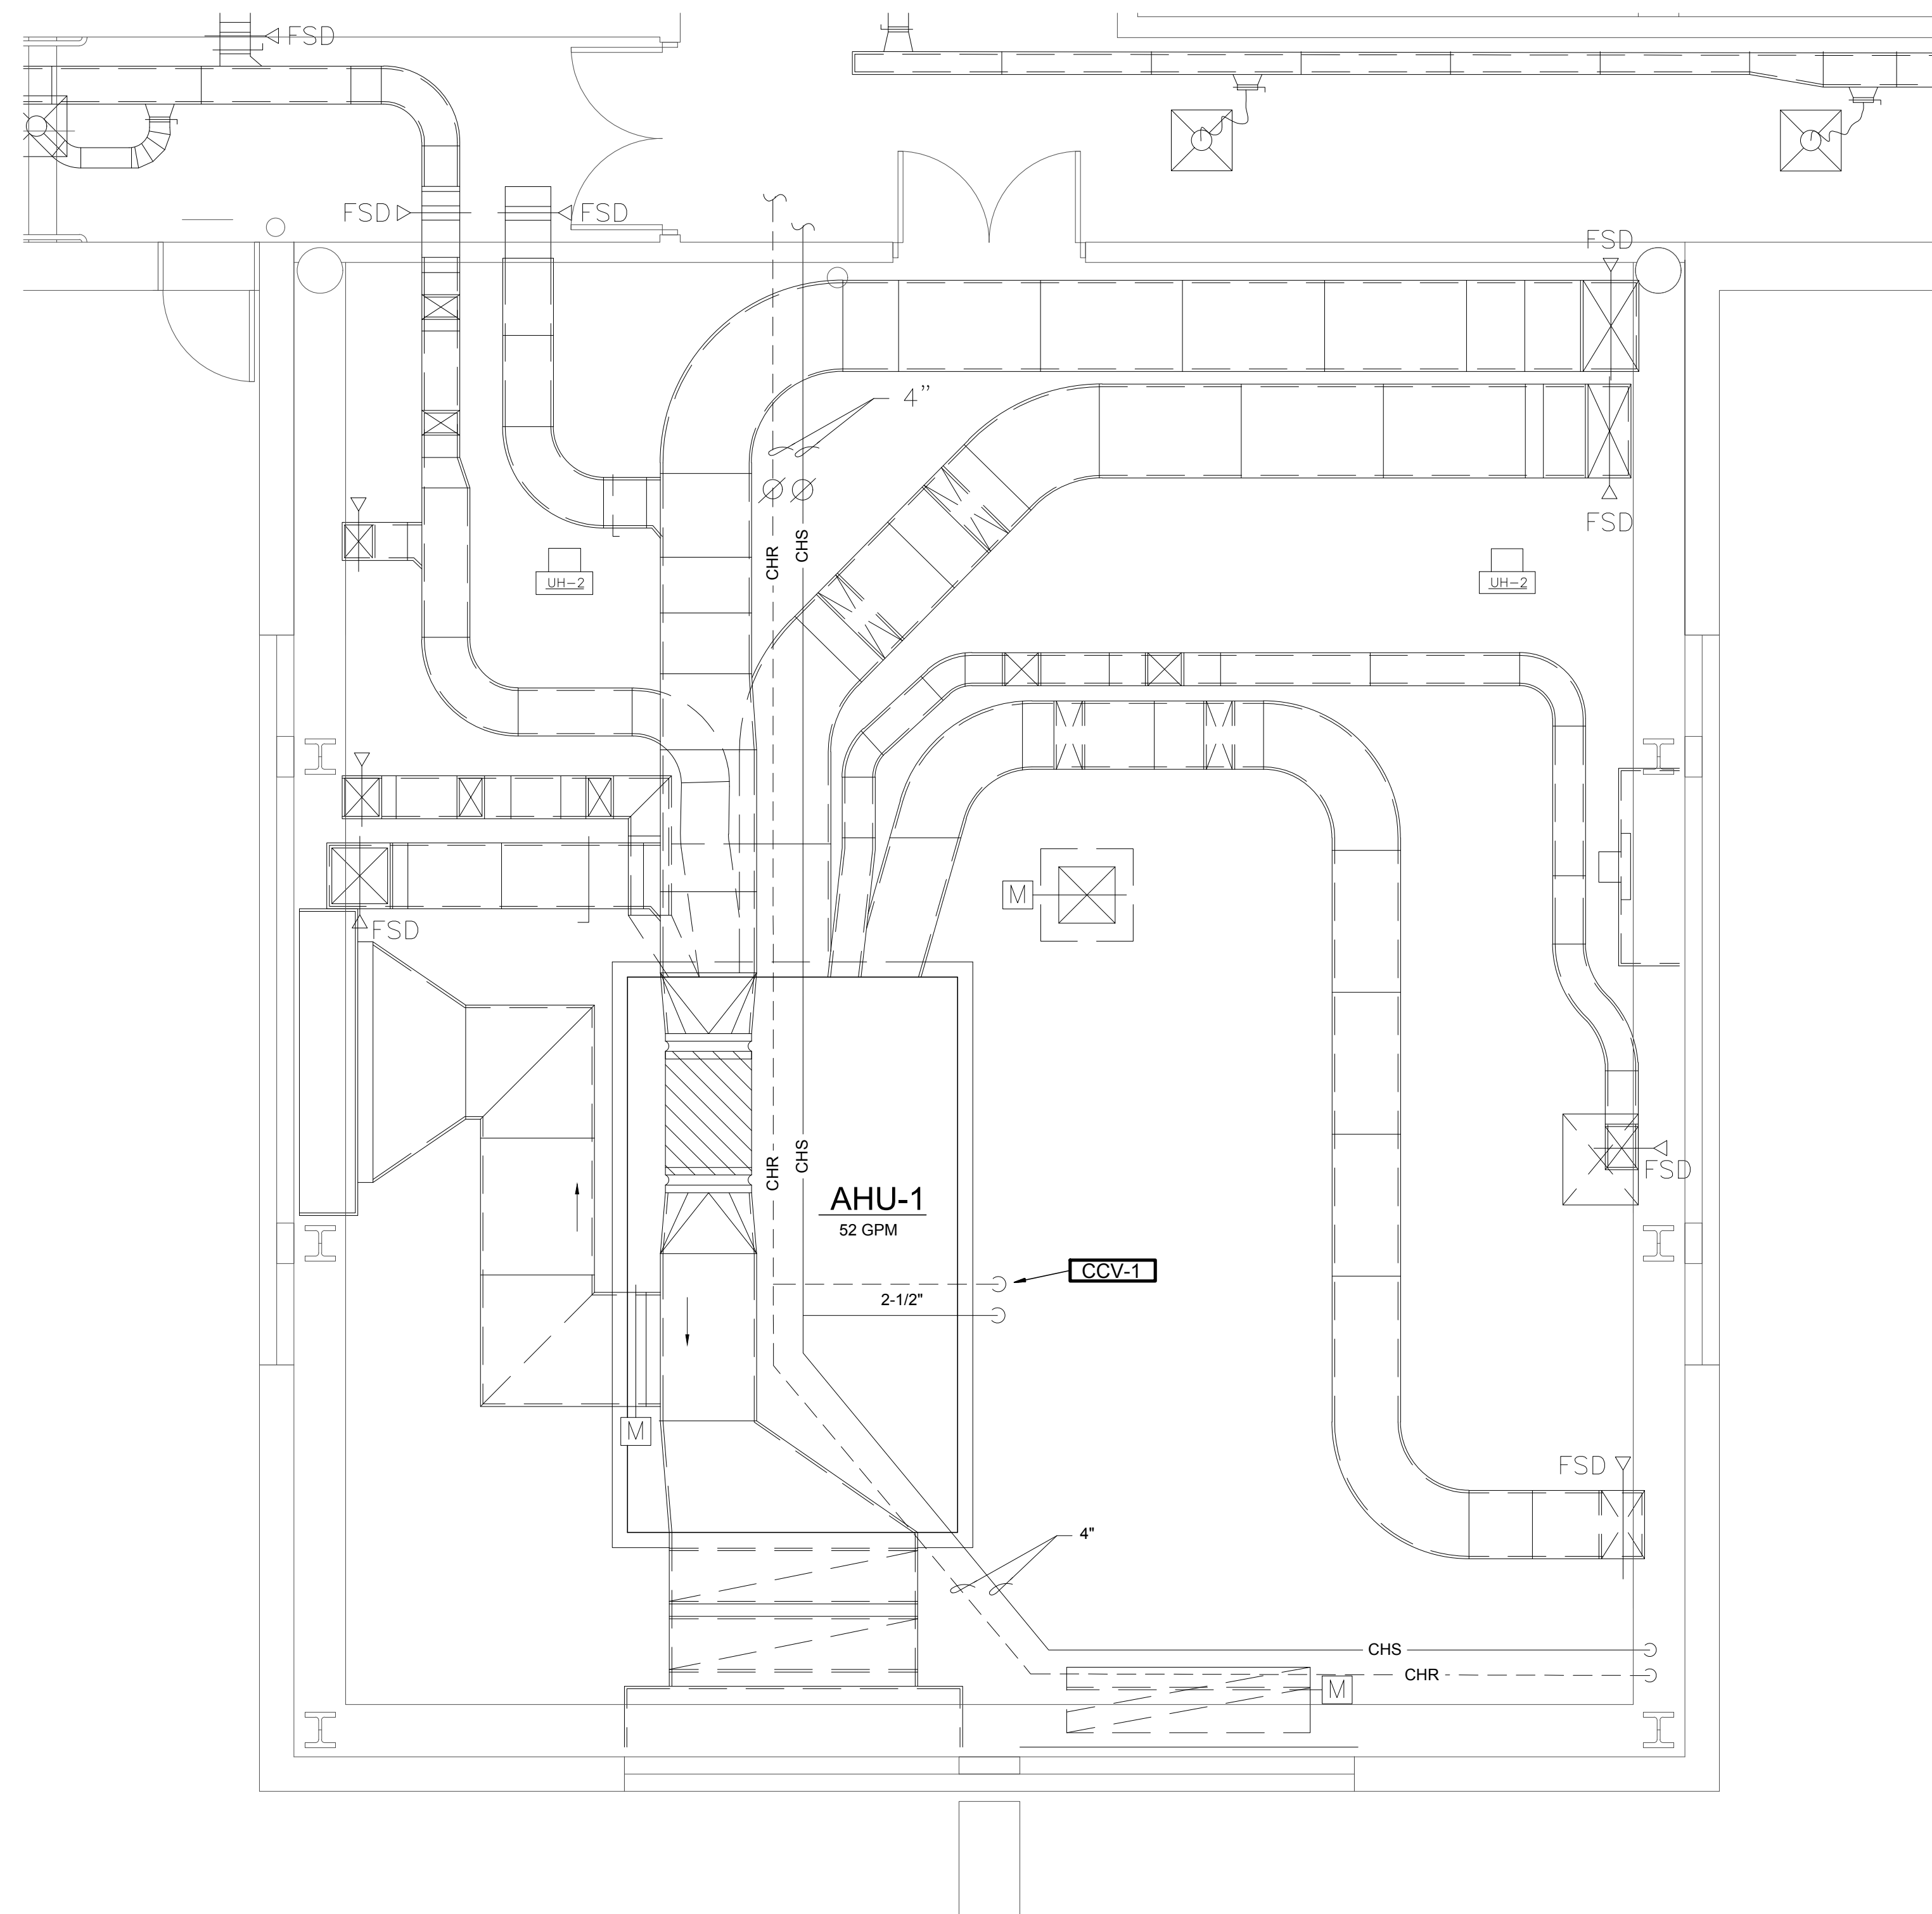 FSD
FSD
FSD
FSD
4”
CHR
CHS
FSD
UH-2
UH-2
M
FSD
CHR
CHS
FSD
AHU-1
52 GPM
CCV-1
2-1/2"
M
FSD
4"
CHS
CHR
M